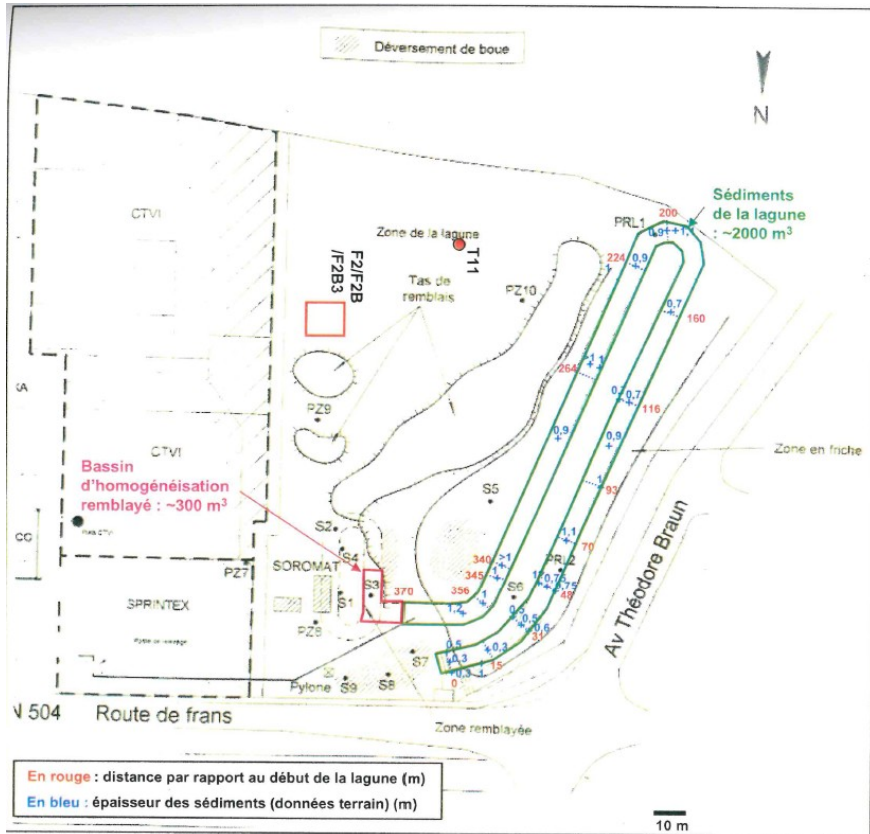 Déversement de boue
N
CTVI
Zone de la lagune
T11
F2/F2B
/F2B3
Tas de
remblais
PZ10
PRL1
200
0,9
Sédiments
de la lagune
: ~2000 m³
224
0,9
1
0,7
160
264
1
1
0,7
116
0,9
0,9
Zone en friche
PZ9
CTVI
Bassin
d'homogénéisation
remblayé : ~300 m³
1
93
S5
S2
S4
1,1
70
340
>1
345
1
PRL2
0,75
0,75
48
PZ7
SOROMAT
S3
370
356
1
1,2
S6
0,5
0,5
0,6
31
S1
SPRINTEX
PZ8
0,5
0,3
0,3
15
1
0,3
0
S7
S8
S9
Pylone
Av Théodore Braun
504
Route de frans
Zone remblayée
En rouge : distance par rapport au début de la lagune (m)
En bleu : épaisseur des sédiments (données terrain) (m)
10 m